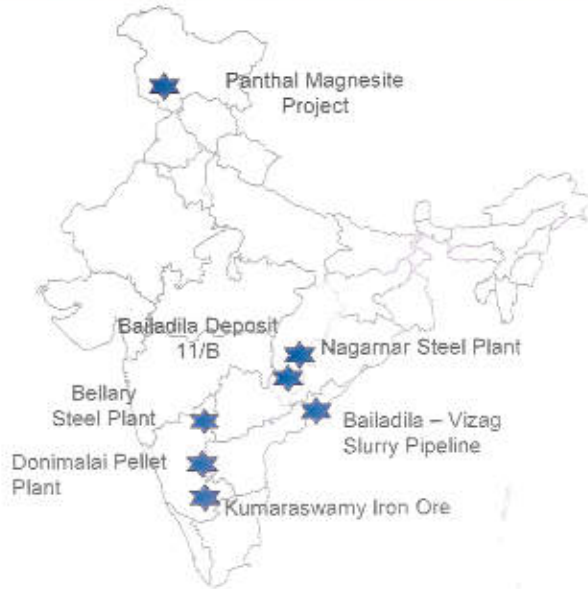 Panthal Magnesite
Project
Bailadila Deposit
11/B
Nagarnar Steel Plant
Bellary
Steel Plant
Bailadila – Vizag
Slurry Pipeline
Donimalai Pellet
Plant
Kumaraswamy Iron Ore